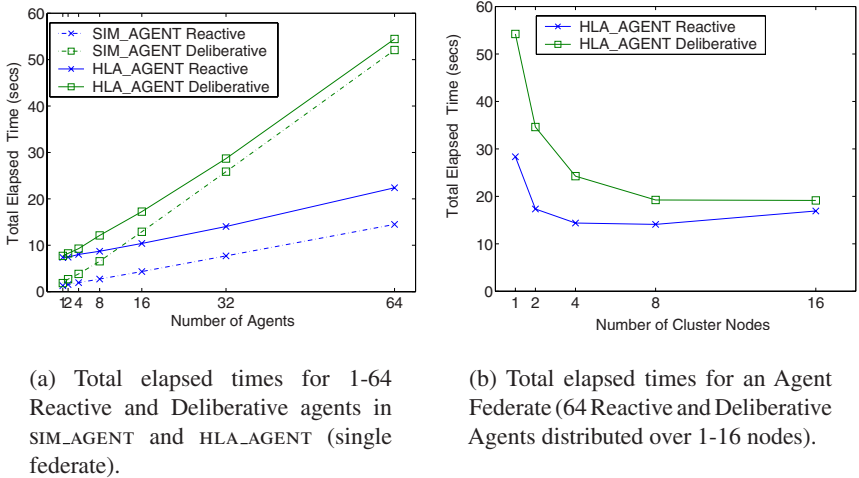 60
50
40
30
20
10
0
Total Elapsed Time (secs)
SIM_AGENT Reactive
SIM_AGENT Deliberative
HLA_AGENT Reactive
HLA_AGENT Deliberative
1 2 4 8 16 32 64
Number of Agents
60
50
40
30
20
10
0
Total Elapsed Time (secs)
HLA_AGENT Reactive
HLA_AGENT Deliberative
1 2 4 8 16
Number of Cluster Nodes
(a) Total elapsed times for 1-64
Reactive and Deliberative agents in
SIM_AGENT and HLA_AGENT (single
federate).
(b) Total elapsed times for an Agent
Federate (64 Reactive and Deliberative
Agents distributed over 1-16 nodes).